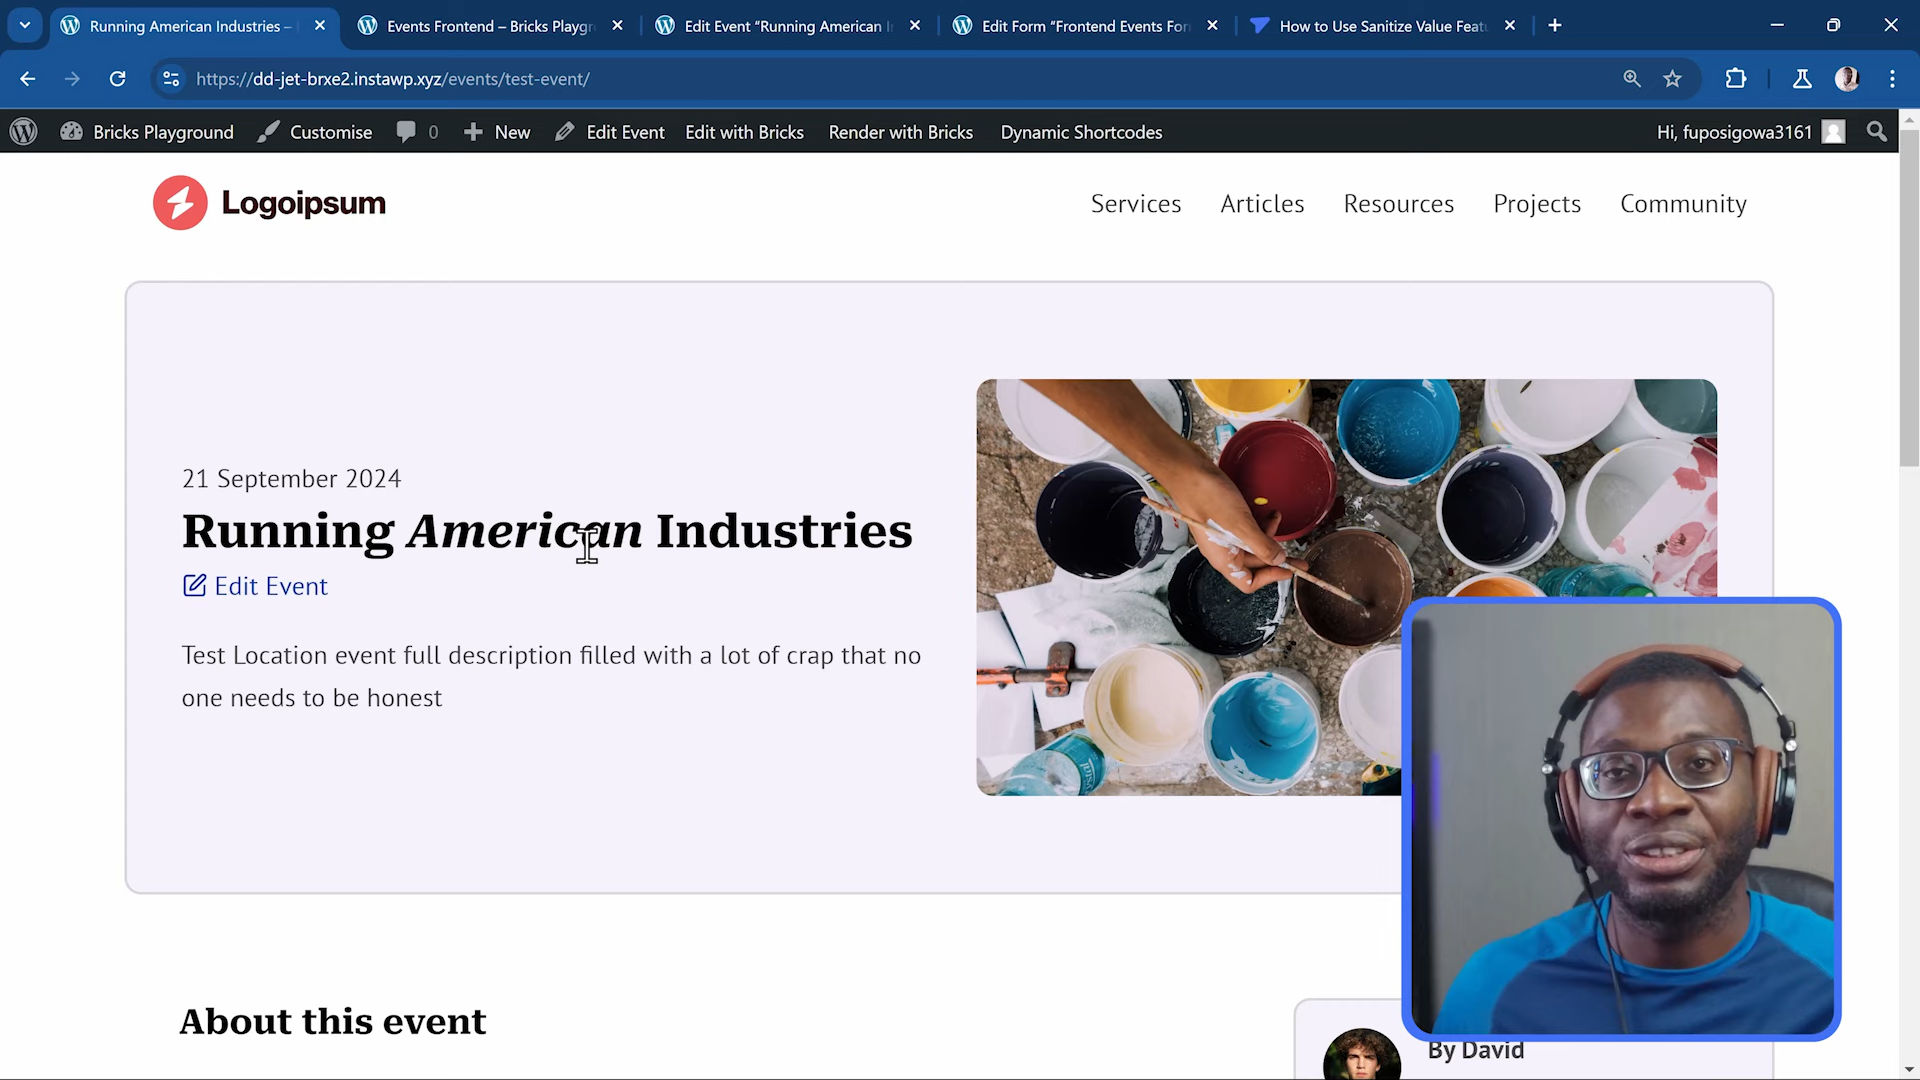 Running American Industries –
Events Frontend – Bricks Playgr
Edit Event “Running American I
Edit Form “Frontend Events For
How to Use Sanitize Value Feat
https://dd-jet-brxe2.instawp.xyz/events/test-event/
Bricks Playground
Customise
0
New
Edit Event
Edit with Bricks
Render with Bricks
Dynamic Shortcodes
Hi, fuposigowa3161
Logoipsum
Services
Articles
Resources
Projects
Community
21 September 2024
Running American Industries
Edit Event
Test Location event full description filled with a lot of crap that no
one needs to be honest
About this event
By David